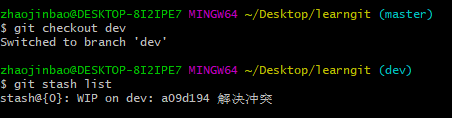 zhaojinbao@DESKTOP-8I2IPE7 MINGW64 ~/Desktop/learngit (master)
$ git checkout dev
Switched to branch 'dev'
zhaojinbao@DESKTOP-8I2IPE7 MINGW64 ~/Desktop/learngit (dev)
$ git stash list
stash@{0}: WIP on dev: a09d194 解决冲突